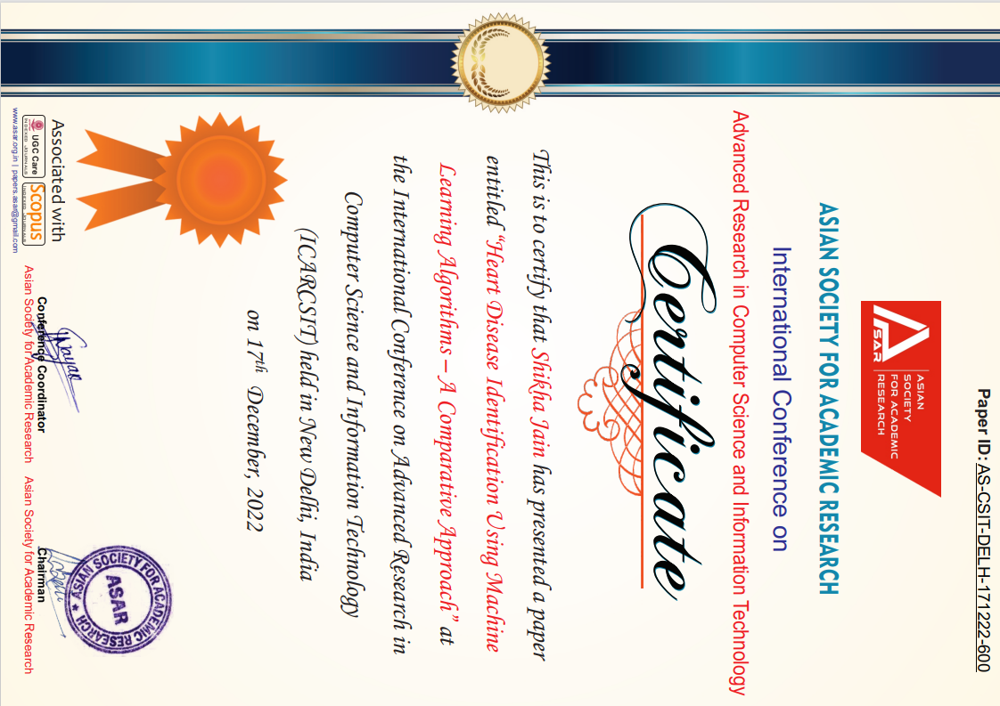 Paper ID: AS-CSIT-DELH-171222-600
ASAR
ASIAN
SOCIETY
FOR ACADEMIC
RESEARCH
ASIAN SOCIETY FOR ACADEMIC RESEARCH
International Conference on
Advanced Research in Computer Science and Information Technology
Certificate
This is to certify that Shikha Jain has presented a paper
entitled “Heart Disease Identification Using Machine
Learning Algorithms – A Comparative Approach” at
the International Conference on Advanced Research in
Computer Science and Information Technology
(ICARCSIT) held in New Delhi, India
on 17th December, 2022
Associated with
UGC Care
INDEXED JOURNALS
Scopus
INDEXED JOURNALS
www.asar.org.in | papers.asar@gmail.com
Conference Coordinator
Asian Society for Academic Research
ASIAN SOCIETY FOR ACADEMIC RESEARCH
ASAR
Chairman
Asian Society for Academic Research